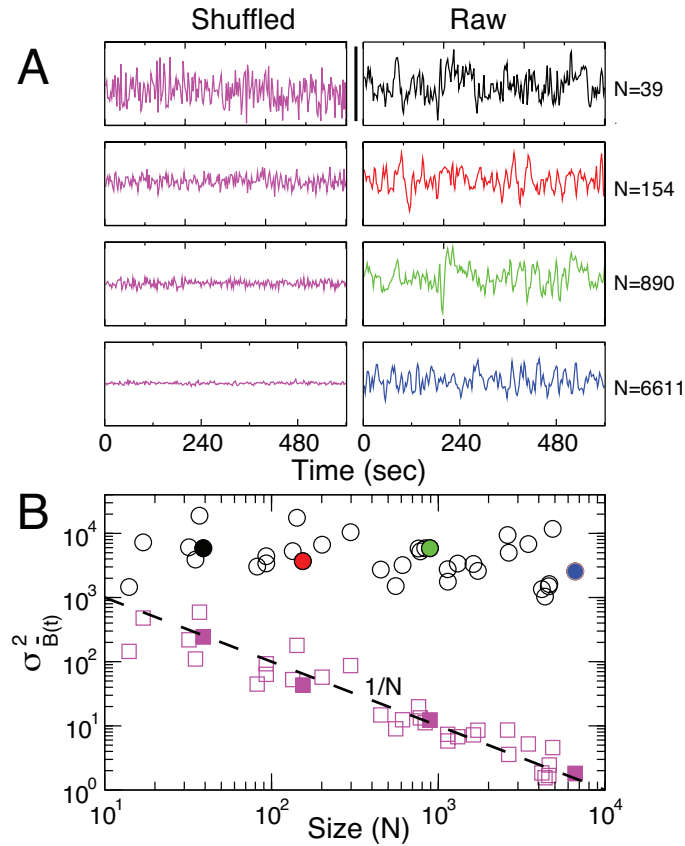 Shuffled Raw
A
N=39
N=154
N=890
N=6611
0 240 480 0 240 480
Time (sec)
B
10⁴
10³
10²
10¹
10⁰
σ²B̄(t)
1/N
10¹ 10² 10³ 10⁴
Size (N)